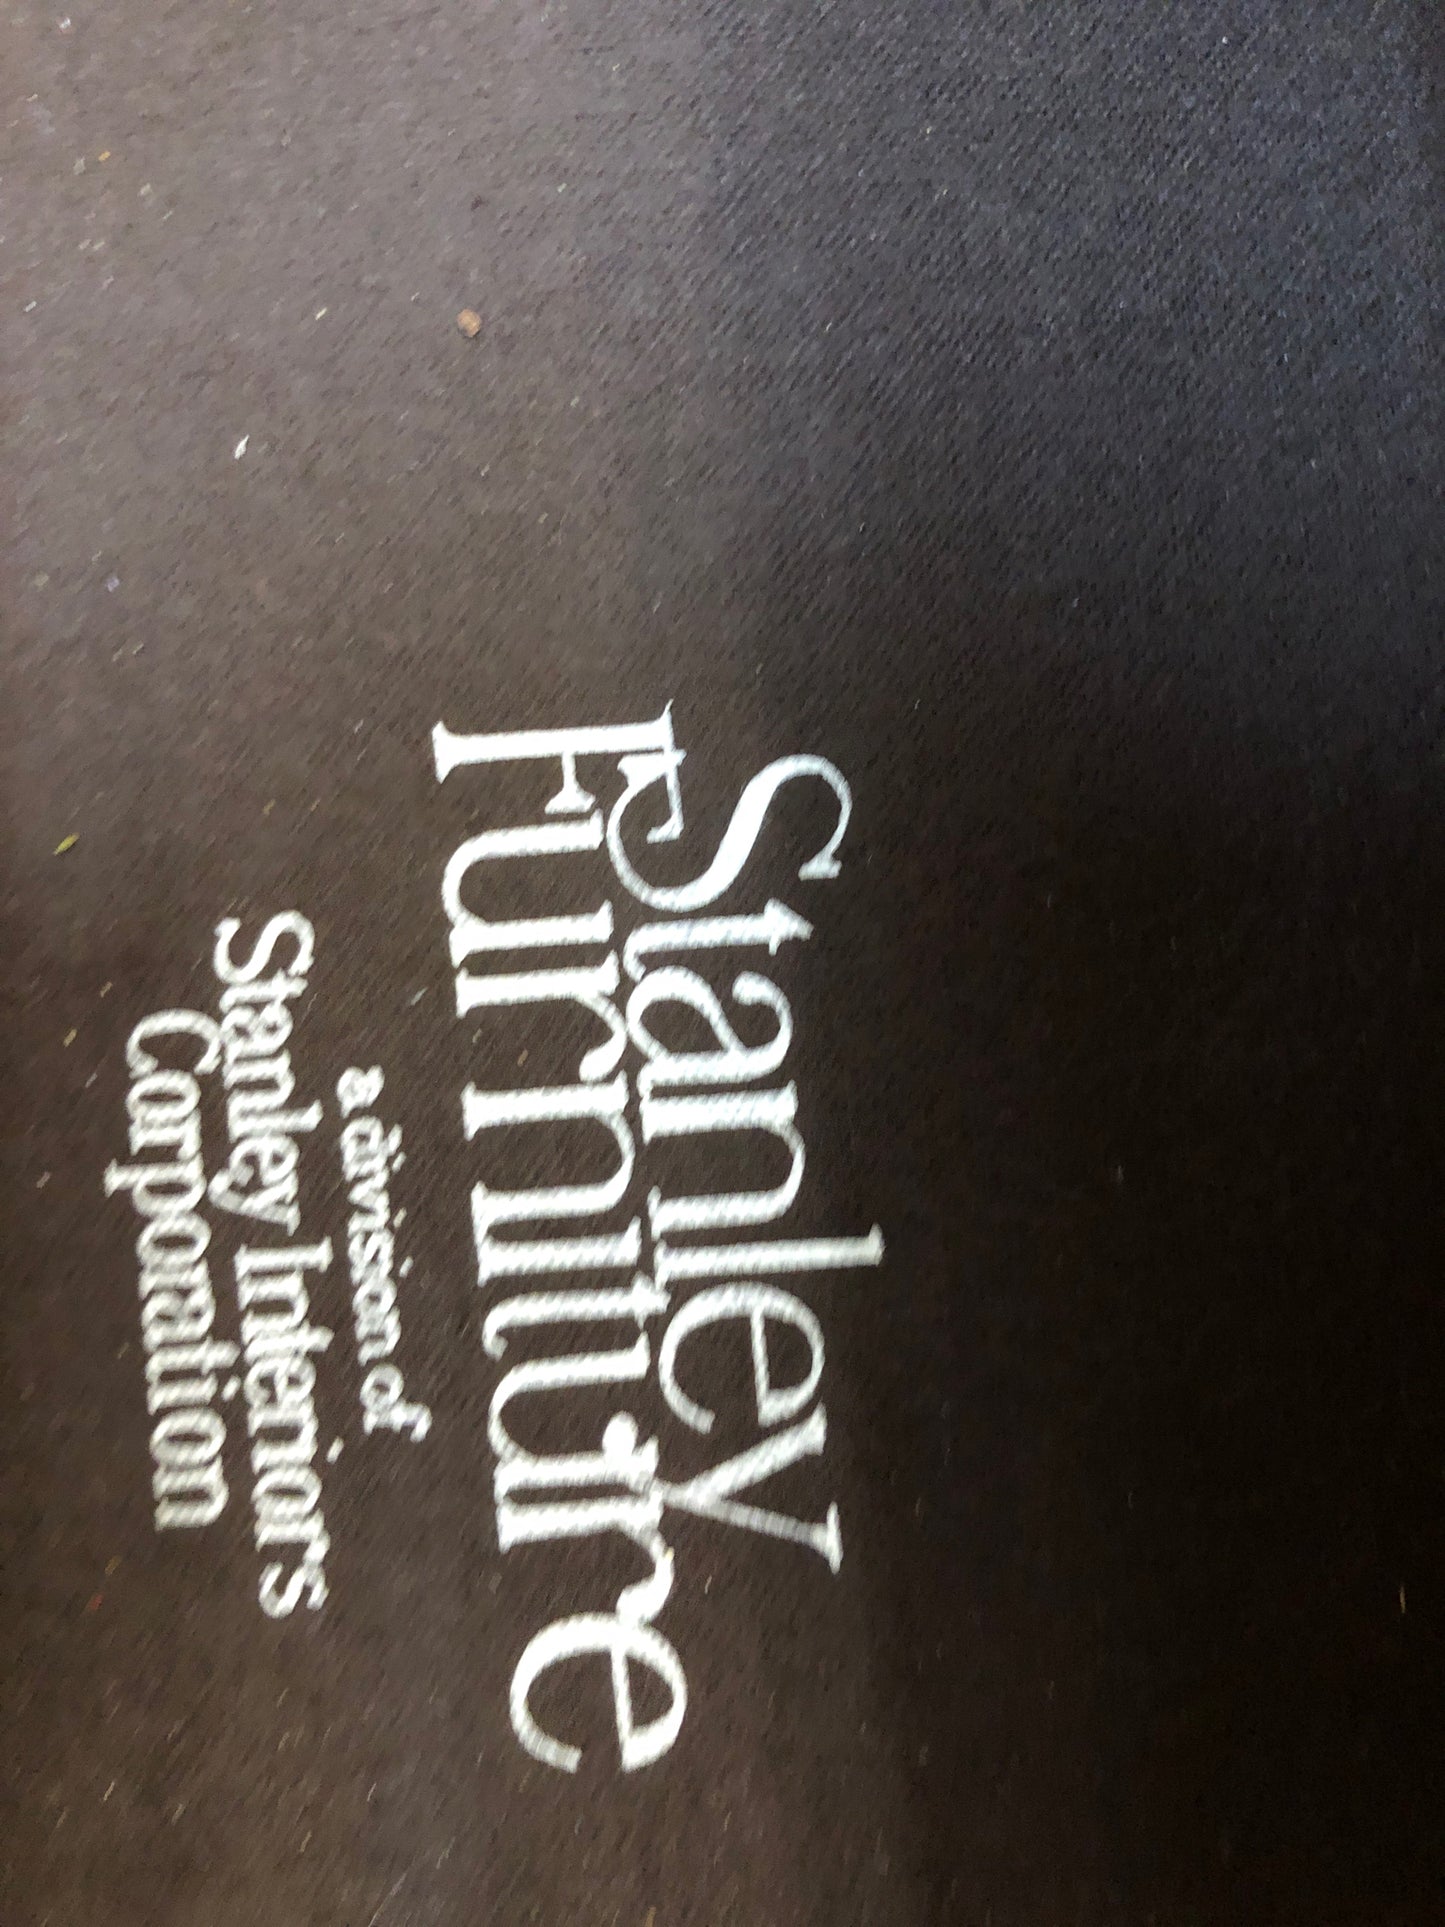 Stanley
Furniture
a division of
Stanley Interiors
Corporation